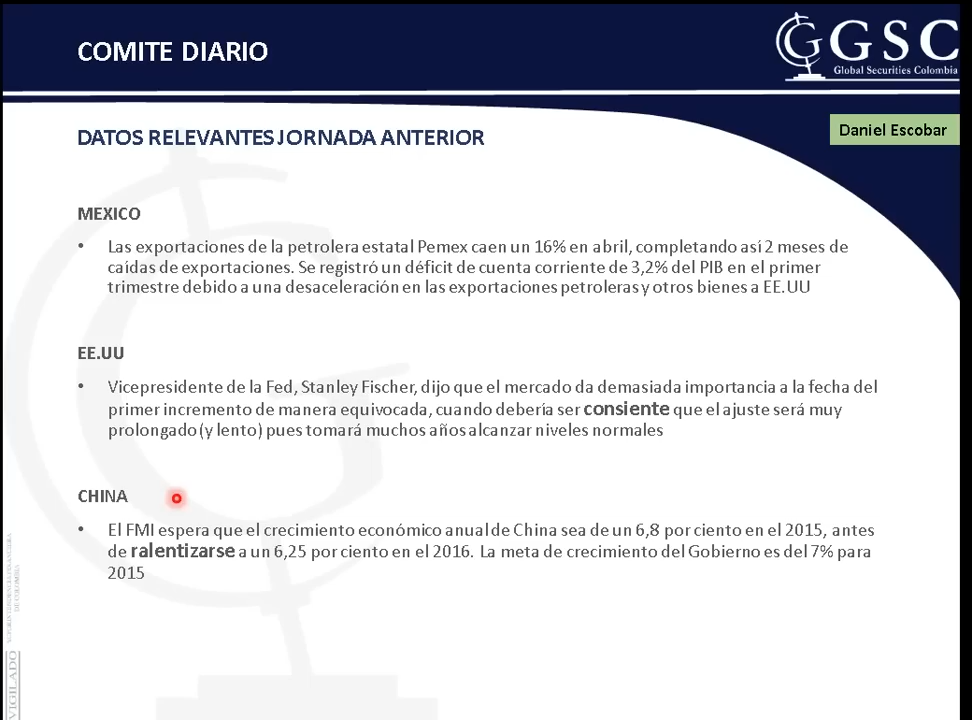 COMITE DIARIO
GSC
Global Securities Colombia
DATOS RELEVANTES JORNADA ANTERIOR
Daniel Escobar
MEXICO
• Las exportaciones de la petrolera estatal Pemex caen un 16% en abril, completando así 2 meses de
caídas de exportaciones. Se registró un déficit de cuenta corriente de 3,2% del PIB en el primer
trimestre debido a una desaceleración en las exportaciones petroleras y otros bienes a EE.UU
EE.UU
• Vicepresidente de la Fed, Stanley Fischer, dijo que el mercado da demasiada importancia a la fecha del
primer incremento de manera equivocada, cuando debería ser consiente que el ajuste será muy
prolongado (y lento) pues tomará muchos años alcanzar niveles normales
CHINA
• El FMI espera que el crecimiento económico anual de China sea de un 6,8 por ciento en el 2015, antes
de ralentizarse a un 6,25 por ciento en el 2016. La meta de crecimiento del Gobierno es del 7% para
2015
VIGILADO